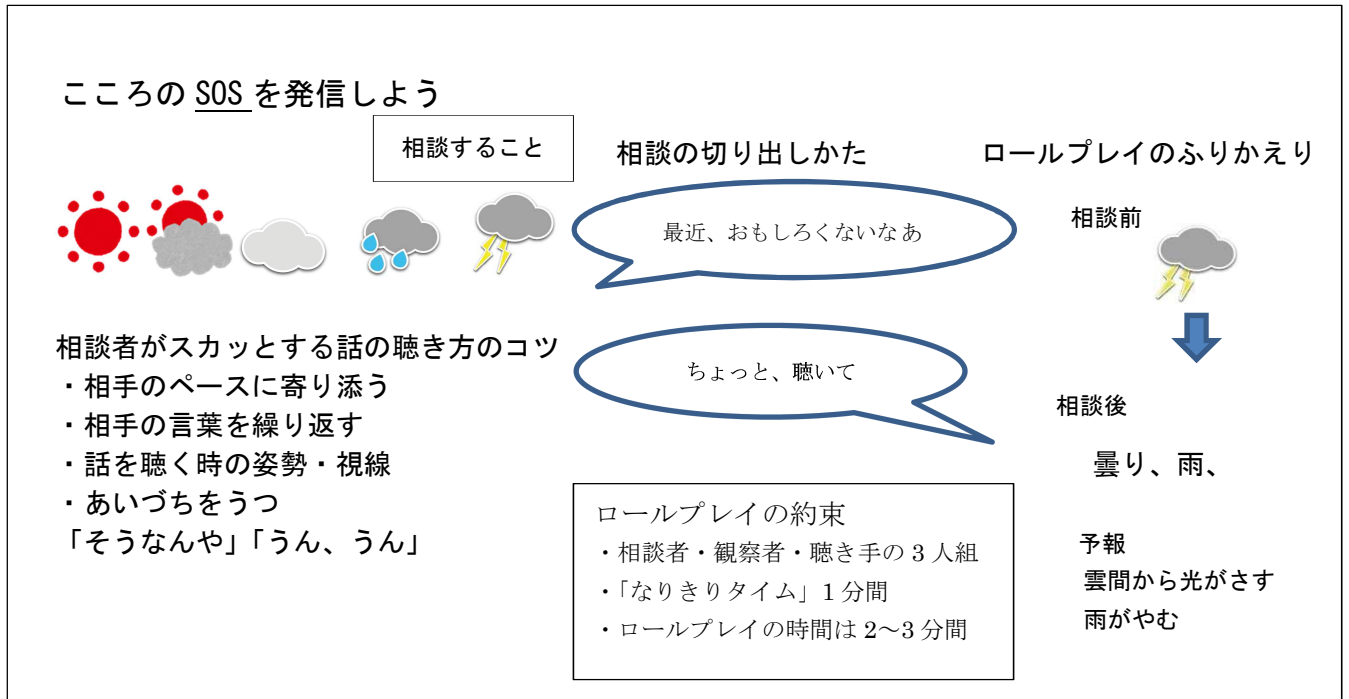 こころの SOS を発信しよう
相談すること
相談者がスカッとする話の聴き方のコツ
・相手のペースに寄り添う
・相手の言葉を繰り返す
・話を聴く時の姿勢・視線
・あいづちをうつ
「そうなんや」「うん、うん」
相談の切り出しかた
最近、おもしろくないなあ
ちょっと、聴いて
ロールプレイの約束
・相談者・観察者・聴き手の 3 人組
・「なりきりタイム」1 分間
・ロールプレイの時間は 2～3 分間
ロールプレイのふりかえり
相談前
相談後
曇り、雨、
予報
雲間から光がさす
雨がやむ